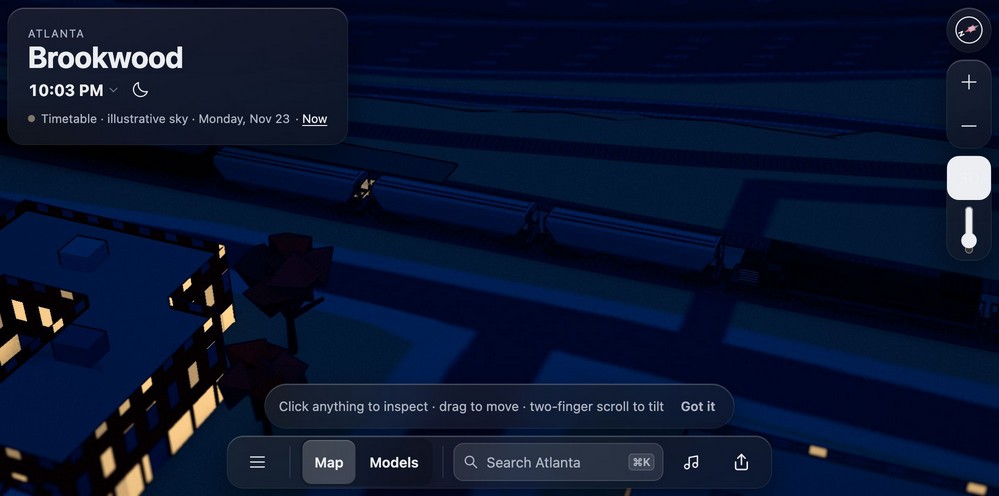 ATLANTA
Brookwood
10:03 PM
Timetable · illustrative sky · Monday, Nov 23 · Now
Z
Click anything to inspect · drag to move · two-finger scroll to tilt Got it
Map Models Search Atlanta ⌘K